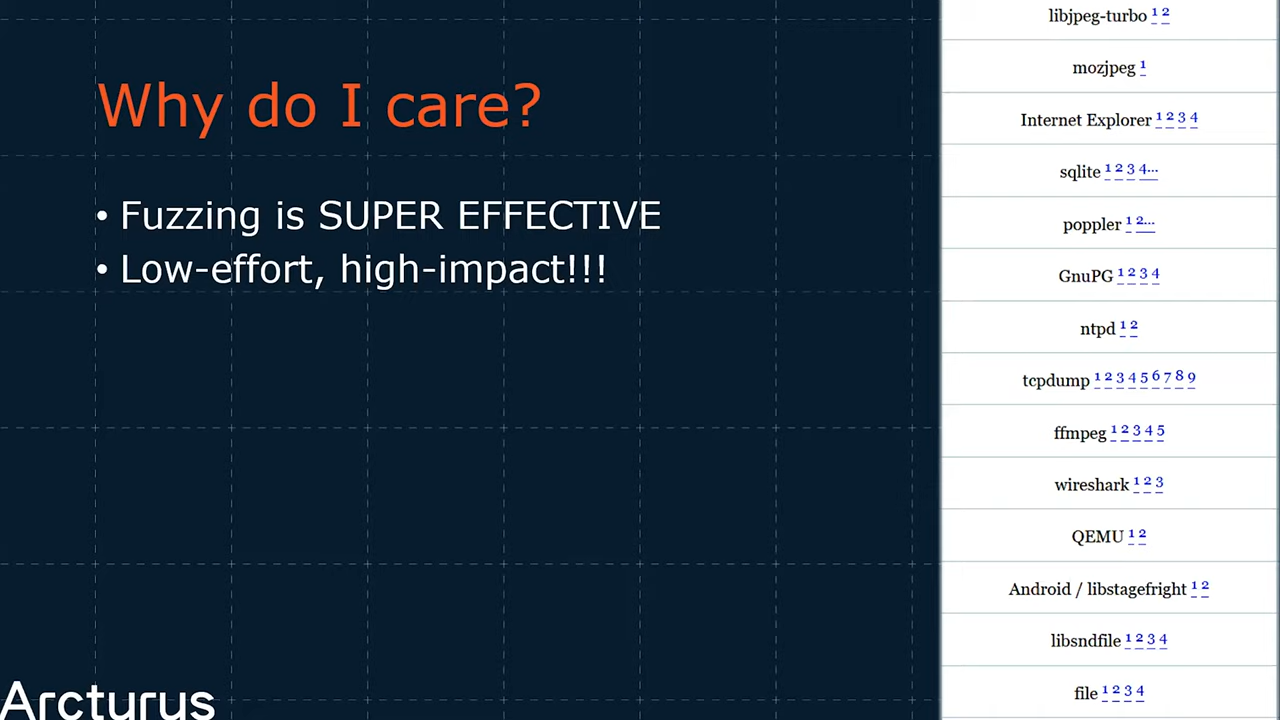 Why do I care?
• Fuzzing is SUPER EFFECTIVE
• Low-effort, high-impact!!!
Arcturus
libjpeg-turbo 1 2
mozjpeg 1
Internet Explorer 1 2 3 4
sqlite 1 2 3 4...
poppler 1 2...
GnuPG 1 2 3 4
ntpd 1 2
tcpdump 1 2 3 4 5 6 7 8 9
ffmpeg 1 2 3 4 5
wireshark 1 2 3
QEMU 1 2
Android / libstagefright 1 2
libsndfile 1 2 3 4
file 1 2 3 4